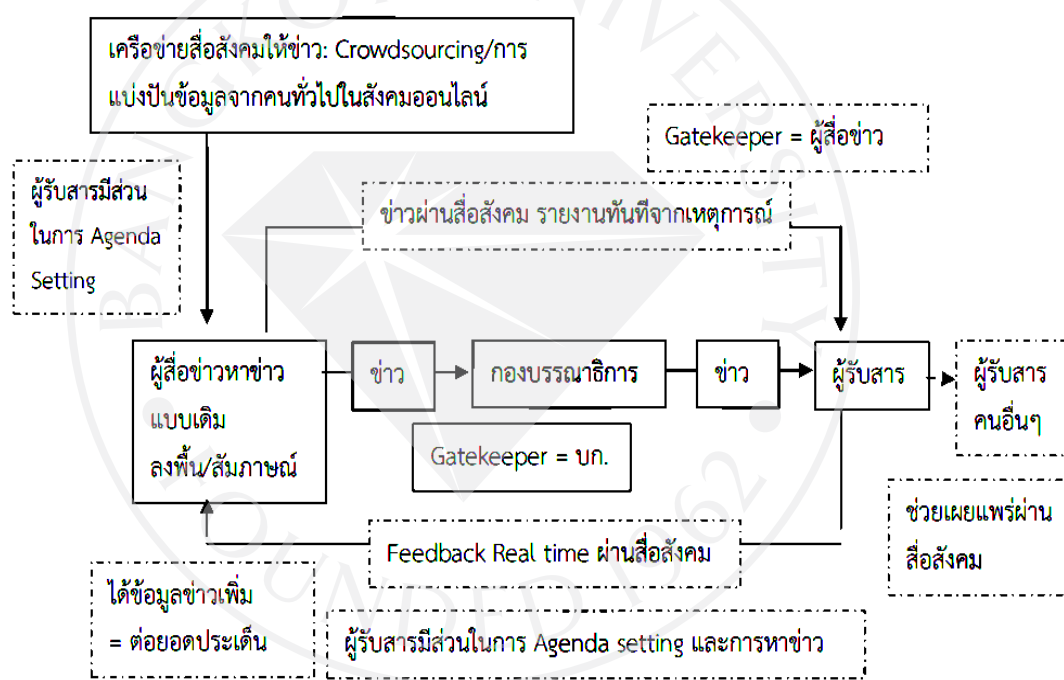 เครือข่ายสื่อสังคมให้ข่าว: Crowdsourcing/การ
แบ่งปันข้อมูลจากคนทั่วไปในสังคมออนไลน์
Gatekeeper = ผู้สื่อข่าว
ผู้รับสารมีส่วน
ในการ Agenda
Setting
ข่าวผ่านสื่อสังคม รายงานทันทีจากเหตุการณ์
ผู้สื่อข่าวหาข่าว
แบบเดิม
ลงพื้น/สัมภาษณ์
ข่าว
กองบรรณาธิการ
ข่าว
ผู้รับสาร
ผู้รับสาร
คนอื่นๆ
Gatekeeper = บก.
ช่วยเผยแพร่ผ่าน
สื่อสังคม
Feedback Real time ผ่านสื่อสังคม
ได้ข้อมูลข่าวเพิ่ม
= ต่อยอดประเด็น
ผู้รับสารมีส่วนในการ Agenda setting และการหาข่าว
BANGKOK UNIVERSITY
FOUNDED 1962